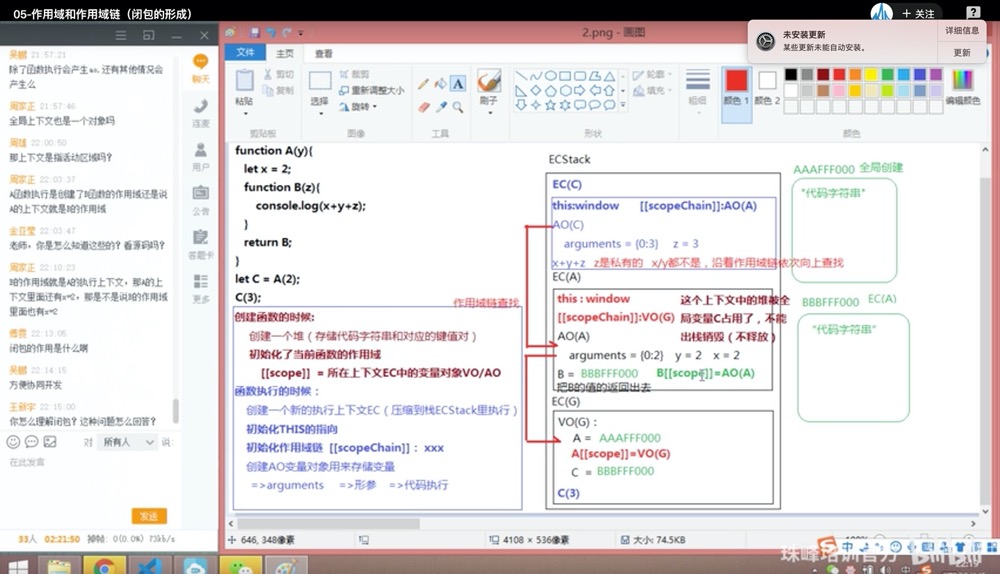 05-作用域和作用域链（闭包的形成）
+ 关注
未安装更新
某些更新未能自动安装。
详细信息
更新
吴鹏 21:57:21
除了函数执行会产生ao，还有其他情况会
产生么
周家正 21:57:46
全局上下文也是一个对象吗
周雄 22:00:50
那上下文是指活动区域吗?
周家正 22:03:37
A函数执行是创建了B函数的作用域还是说
A的上下文就是B的作用域
金亚莹 22:03:47
老师，你是怎么知道这些的? 看源码吗?
周家正 22:10:23
B的作用域就是A的执行上下文，那A的上
下文里面还有x=2，那是不是说B的作用域
里面也有x=2
傅贵 22:13:05
闭包的作用是什么啊
吴鹏 22:14:15
方便协同开发
王新宇 22:15:00
你怎么理解闭包? 这种问题怎么回答?
对 所有人 说:
在此发言
发送
33人 02:21:50 掉帧: 0(0.0%) 73kb/s
聊天
连麦
用户
公告
答题卡
更多
2.png - 画图
文件 主页 查看
粘贴
剪切
复制
剪贴板
选择
裁剪
重新调整大小
旋转
图像
工具
刷子
形状
轮廓
填充
粗细
颜色 1
颜色 2
颜色
编辑颜色
function A(y){
let x = 2;
function B(z){
console.log(x+y+z);
}
return B;
}
let C = A(2);
C(3);
创建函数的时候:
创建一个堆（存储代码字符串和对应的键值对）
初始化了当前函数的作用域
[[scope]] = 所在上下文EC中的变量对象VO/AO
函数执行的时候：
创建一个新的执行上下文EC（压缩到栈ECStack里执行）
初始化THIS的指向
初始化作用域链 [[scopeChain]]： xxx
创建AO变量对象用来存储变量
=>arguments =>形参 =>代码执行
作用域链查找
ECStack
EC(C)
this:window [[scopeChain]]:AO(A)
AO(C)
arguments = {0:3} z = 3
x+y+z z是私有的 x/y都不是，沿着作用域链依次向上查找
EC(A)
this : window
[[scopeChain]]:VO(G)
这个上下文中的堆被全
局变量C占用了，不能
出栈销毁（不释放）
AO(A)
arguments = {0:2} y = 2 x = 2
B = BBBFFF000 B[[scope]]=AO(A)
把B的值的返回出去
EC(G)
VO(G)：
A = AAAFFF000
A[[scope]]=VO(G)
C = BBBFFF000
C(3)
AAAFFF000 全局创建
"代码字符串"
BBBFFF000 EC(A)
"代码字符串"
646, 348像素
4108 × 536像素
大小: 74.5KB
100%
珠峰培训官方
bilibili